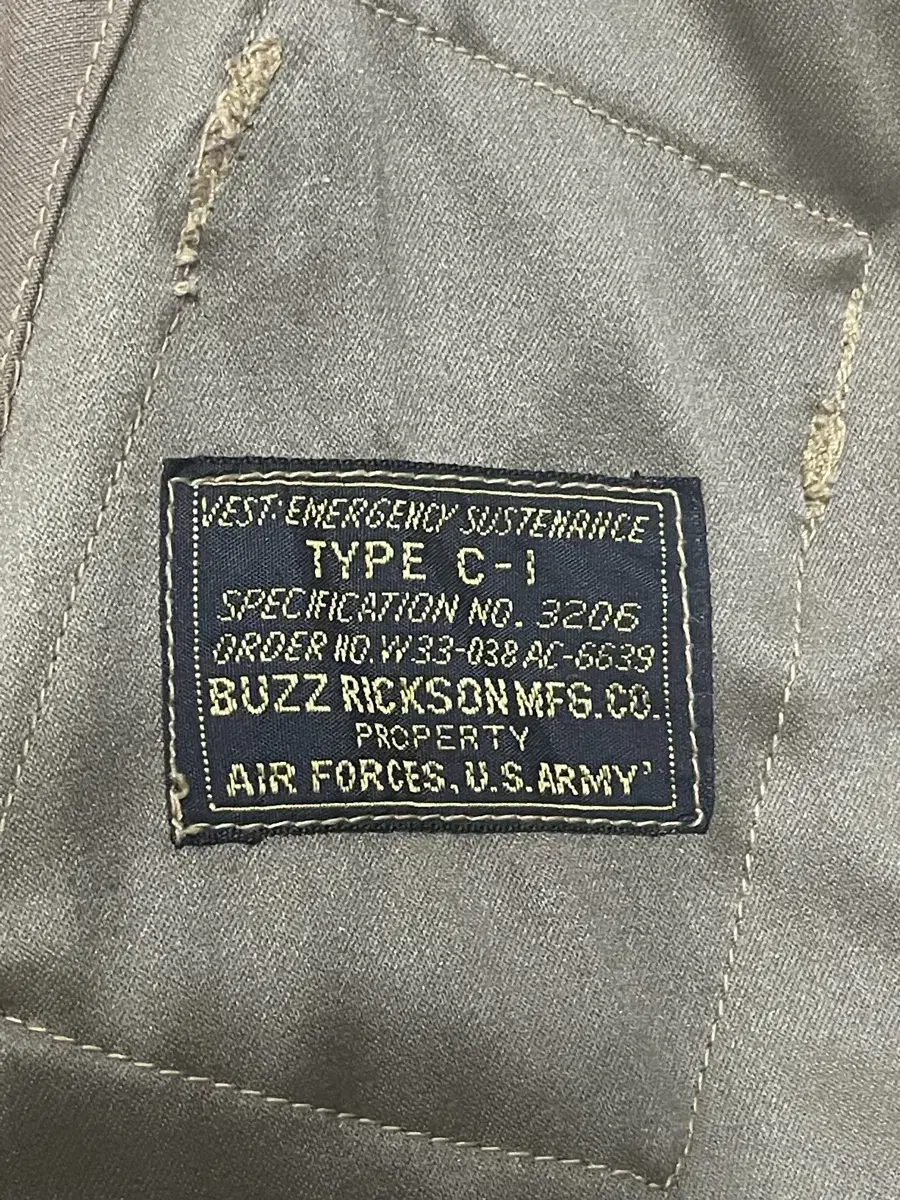 VEST-EMERGENCY SUSTENANCE
TYPE C-1
SPECIFICATION NO. 3206
ORDER NO. W33-038 AC-6639
BUZZ RICKSON MFG. CO.
PROPERTY
AIR FORCES, U.S. ARMY'